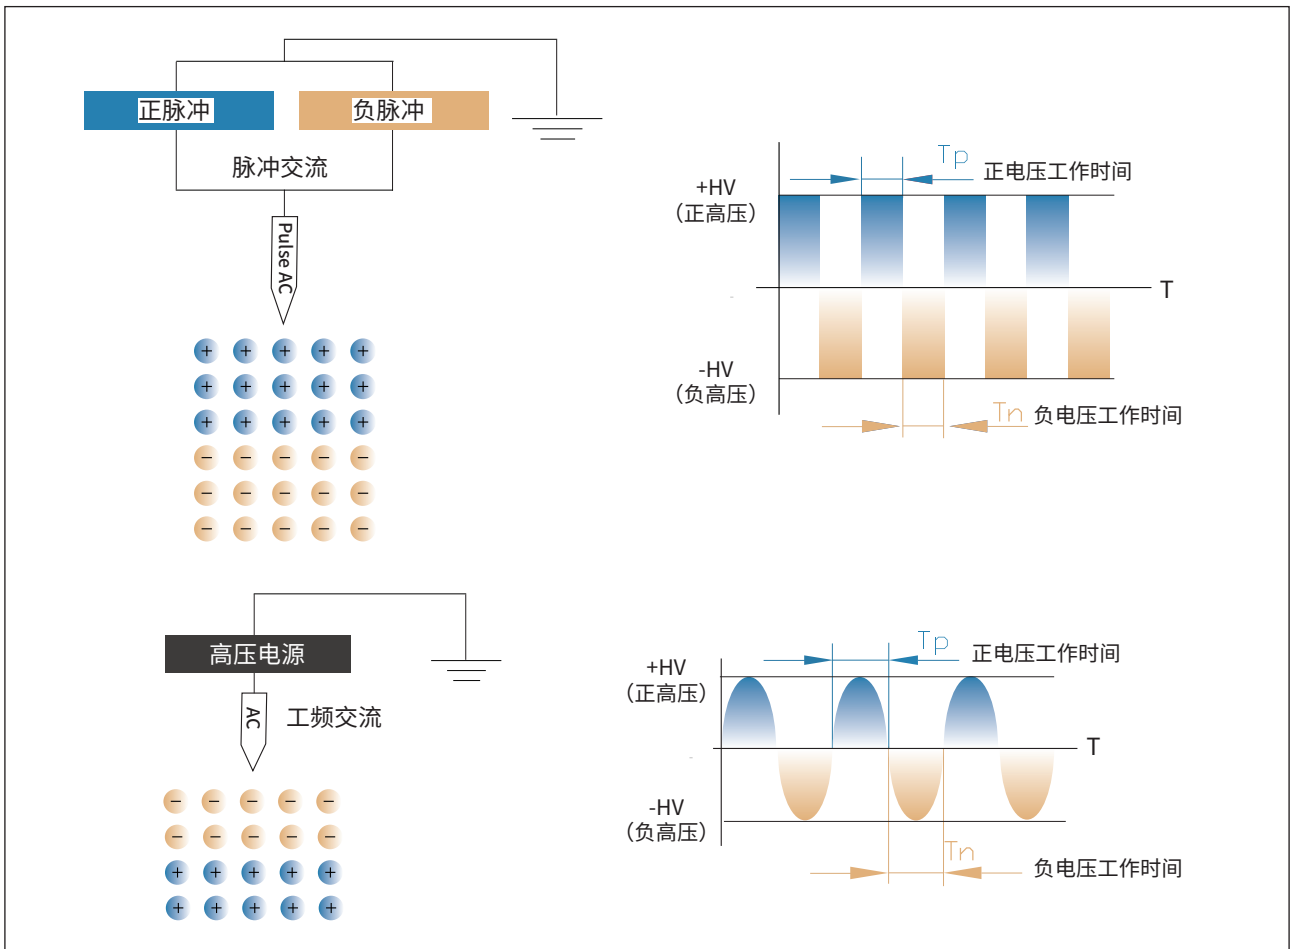 正脉冲
负脉冲
脉冲交流
Pulse AC
+ + + + +
+ + + + +
+ + + + +
− − − − −
− − − − −
− − − − −
Tp 正电压工作时间
+HV
（正高压）
T
-HV
（负高压）
Tn 负电压工作时间
高压电源
AC
工频交流
− − − − −
− − − − −
+ + + + +
+ + + + +
Tp 正电压工作时间
+HV
（正高压）
T
-HV
（负高压）
Tn
负电压工作时间